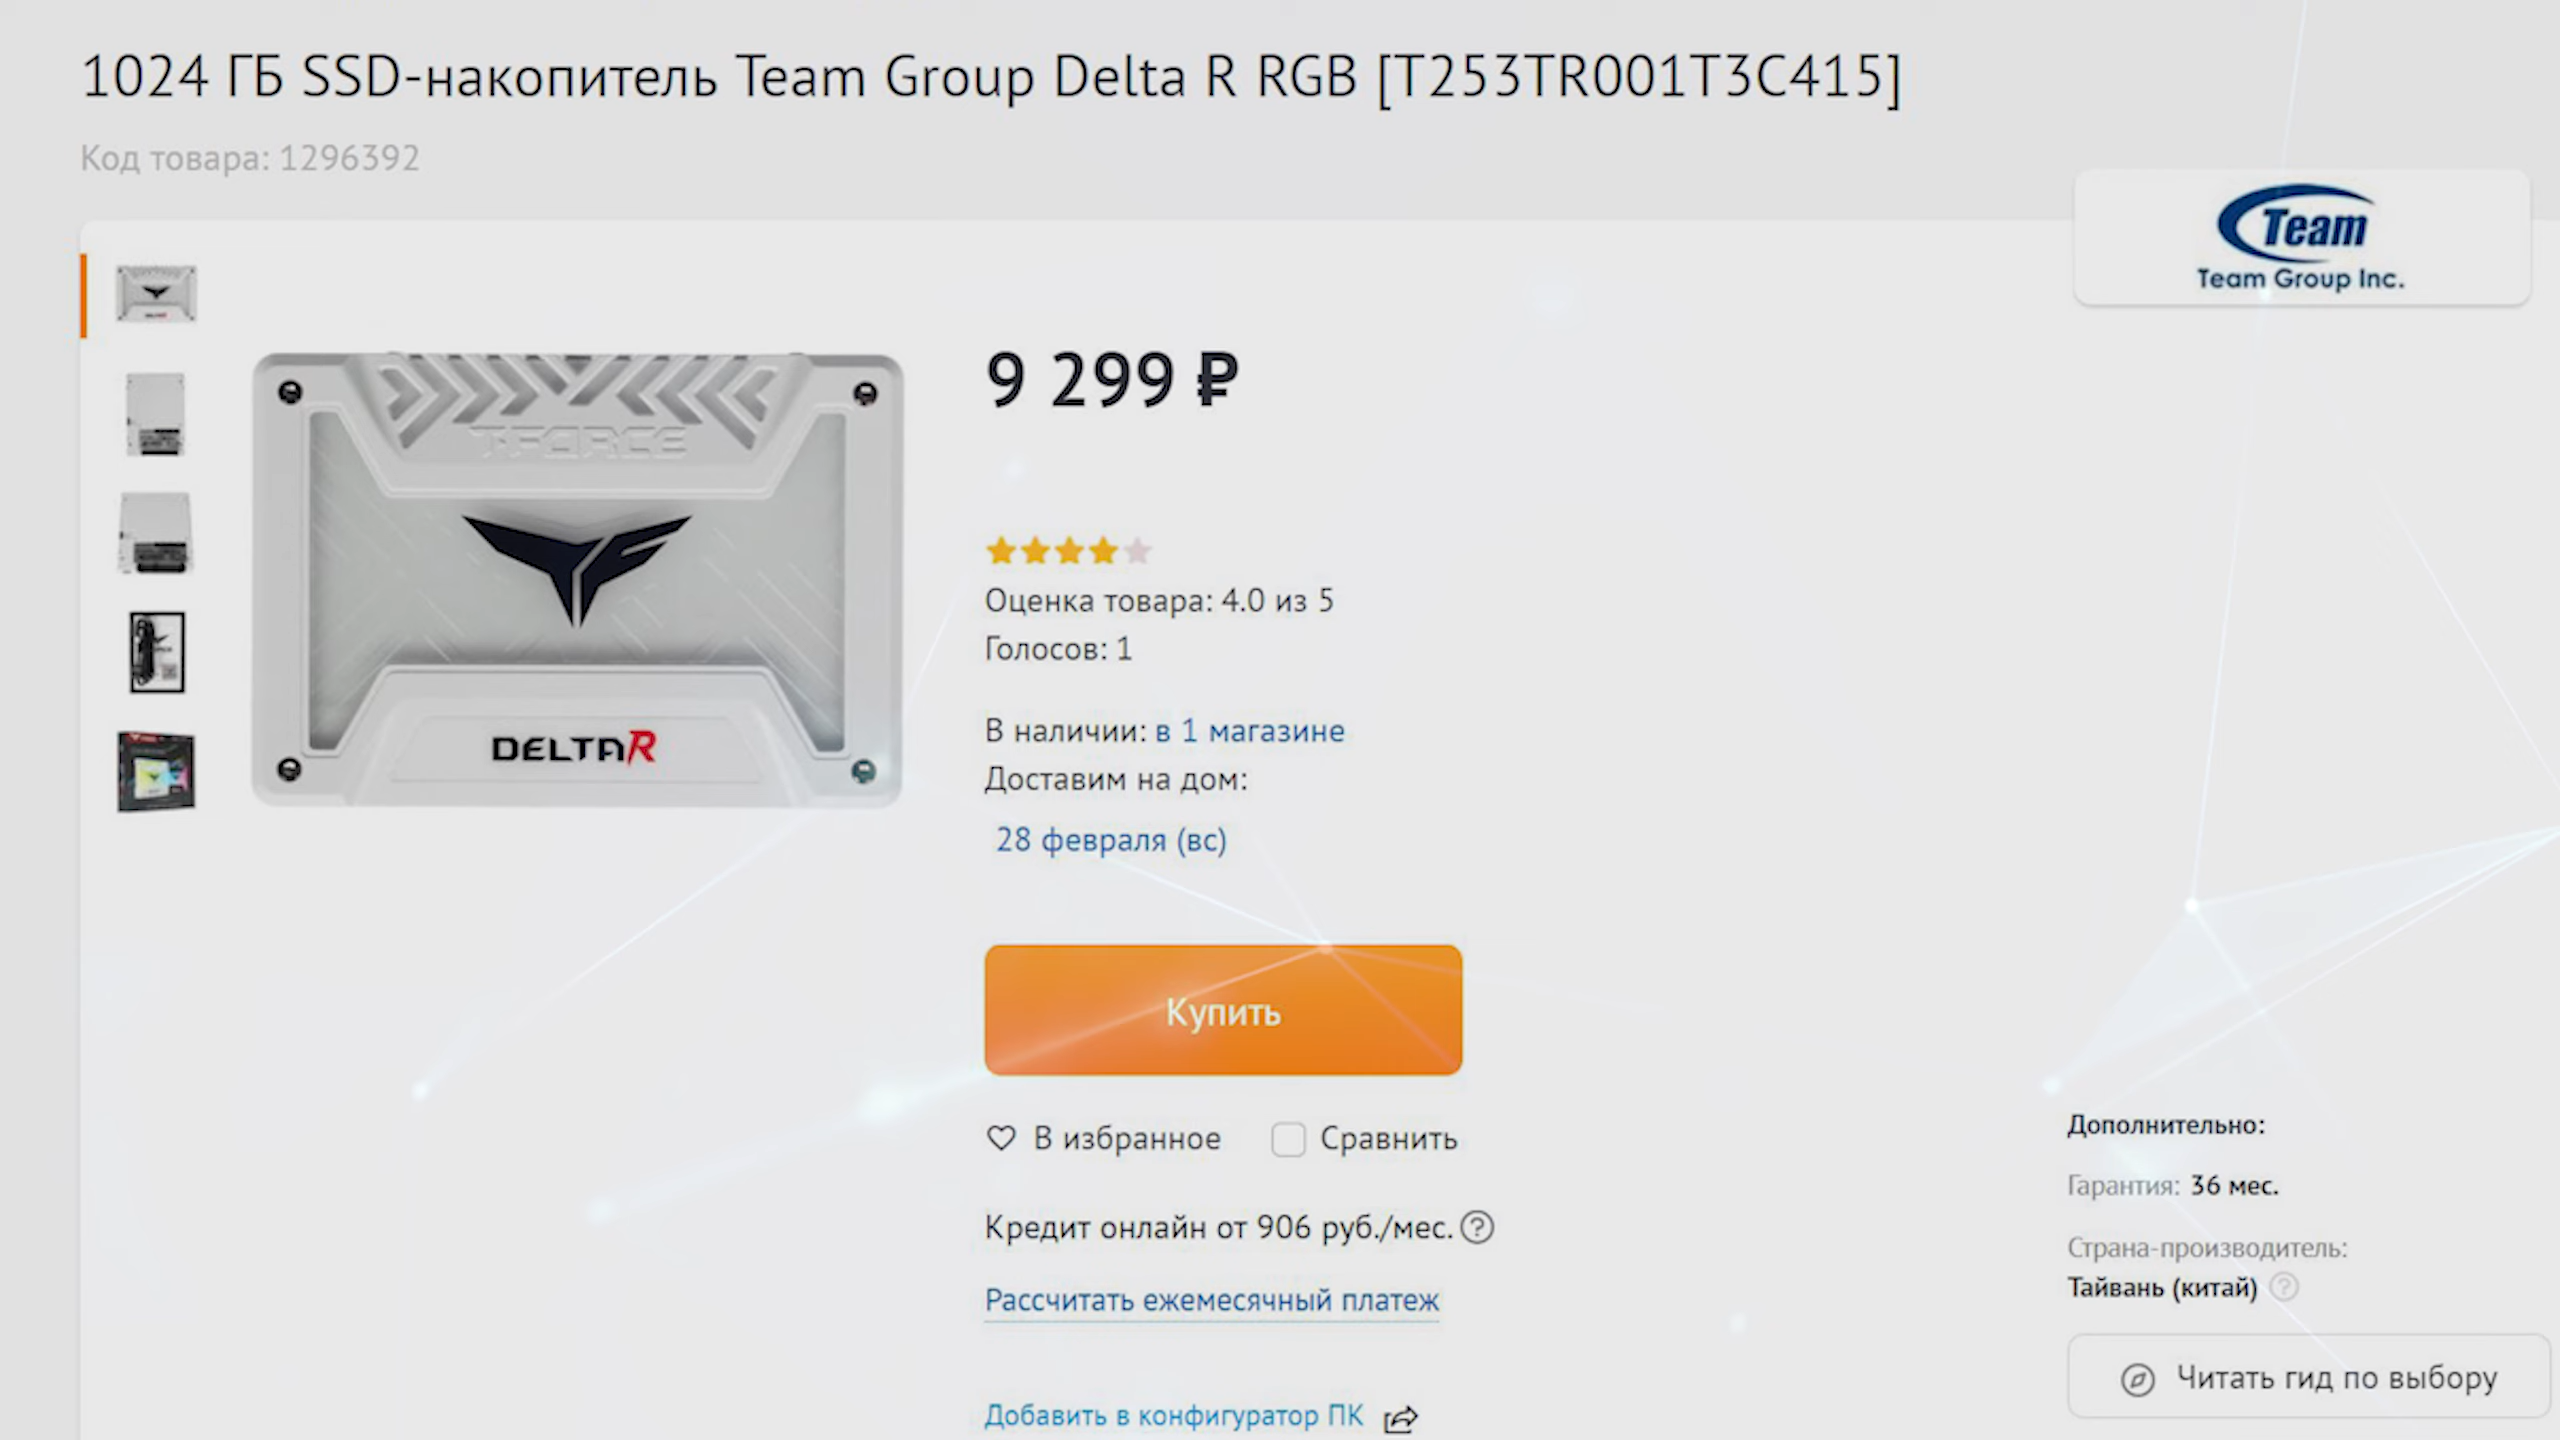 1024 ГБ SSD-накопитель Team Group Delta R RGB [T253TR001T3C415]
Код товара: 1296392
Team
Team Group Inc.
9 299 ₽
T-FORCE
DELTAR
Оценка товара: 4.0 из 5
Голосов: 1
В наличии: в 1 магазине
Доставим на дом:
28 февраля (вс)
Купить
В избранное
Сравнить
Кредит онлайн от 906 руб./мес.
Рассчитать ежемесячный платеж
Добавить в конфигуратор ПК
Дополнительно:
Гарантия: 36 мес.
Страна-производитель:
Тайвань (китай)
Читать гид по выбору